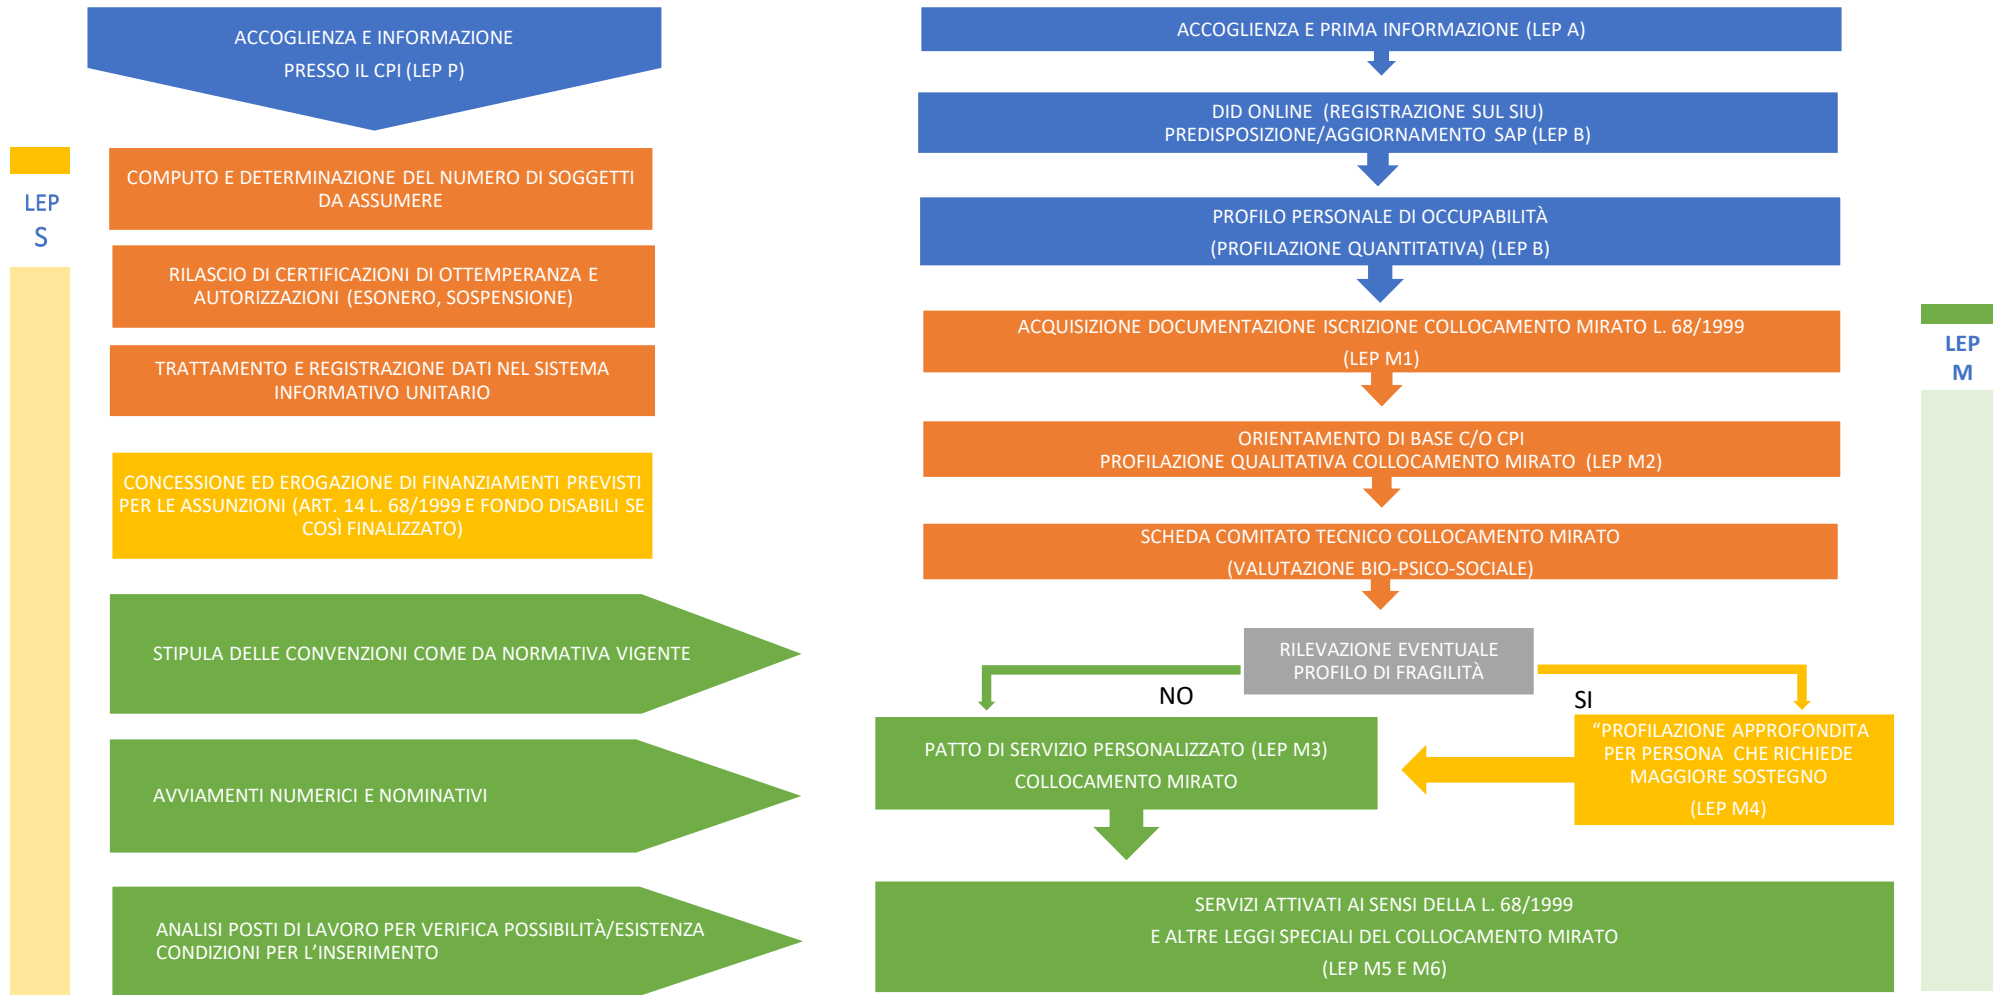 ACCOGLIENZA E INFORMAZIONE
PRESSO IL CPI (LEP P)
LEP
S
COMPUTO E DETERMINAZIONE DEL NUMERO DI SOGGETTI
DA ASSUMERE
RILASCIO DI CERTIFICAZIONI DI OTTEMPERANZA E
AUTORIZZAZIONI (ESONERO, SOSPENSIONE)
TRATTAMENTO E REGISTRAZIONE DATI NEL SISTEMA
INFORMATIVO UNITARIO
CONCESSIONE ED EROGAZIONE DI FINANZIAMENTI PREVISTI
PER LE ASSUNZIONI (ART. 14 L. 68/1999 E FONDO DISABILI SE
COSÌ FINALIZZATO)
STIPULA DELLE CONVENZIONI COME DA NORMATIVA VIGENTE
AVVIAMENTI NUMERICI E NOMINATIVI
ANALISI POSTI DI LAVORO PER VERIFICA POSSIBILITÀ/ESISTENZA
CONDIZIONI PER L'INSERIMENTO
ACCOGLIENZA E PRIMA INFORMAZIONE (LEP A)
DID ONLINE (REGISTRAZIONE SUL SIU)
PREDISPOSIZIONE/AGGIORNAMENTO SAP (LEP B)
PROFILO PERSONALE DI OCCUPABILITÀ
(PROFILAZIONE QUANTITATIVA) (LEP B)
ACQUISIZIONE DOCUMENTAZIONE ISCRIZIONE COLLOCAMENTO MIRATO L. 68/1999
(LEP M1)
ORIENTAMENTO DI BASE C/O CPI
PROFILAZIONE QUALITATIVA COLLOCAMENTO MIRATO (LEP M2)
SCHEDA COMITATO TECNICO COLLOCAMENTO MIRATO
(VALUTAZIONE BIO-PSICO-SOCIALE)
RILEVAZIONE EVENTUALE
PROFILO DI FRAGILITÀ
NO
SI
PATTO DI SERVIZIO PERSONALIZZATO (LEP M3)
COLLOCAMENTO MIRATO
"PROFILAZIONE APPROFONDITA
PER PERSONA CHE RICHIEDE
MAGGIORE SOSTEGNO
(LEP M4)
SERVIZI ATTIVATI AI SENSI DELLA L. 68/1999
E ALTRE LEGGI SPECIALI DEL COLLOCAMENTO MIRATO
(LEP M5 E M6)
LEP
M